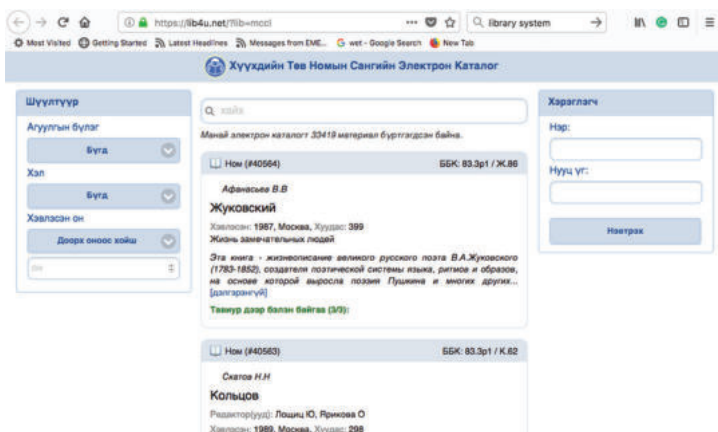 https://lib4u.net/?lib=mccl
library system
Most Visited Getting Started Latest Headlines Messages from EME... wet - Google Search New Tab
Хүүхдийн Төв Номын Сангийн Электрон Каталог
Шүүлтүүр
Агуулгын бүлэг
Бүгд
Хэл
Бүгд
Хэвлэсэн он
Доорх оноос хойш
он
хайх
Манай электрон каталогт 33419 материал бүртгэгдсэн байна.
Ном (#40564) ББК: 83.3р1 / Ж.86
Афанасьев В.В
Жуковский
Хэвлэсэн: 1987, Москва, Хуудас: 399
Жизнь замечательных людей
Эта книга - жизнеописание великого русского поэта В.А.Жуковского
(1783-1852), создателя поэтической системы языка, ритмов и образов,
на основе которой выросла поэзия Пушкина и многих других...
[дэлгэрэнгүй]
Тавиур дээр бэлэн байгаа (3/3):
Ном (#40563) ББК: 83.3р1 / К.62
Скатов Н.Н
Кольцов
Редактор(ууд): Лощиц Ю, Ярикова О
Хэвлэсэн: 1989, Москва, Хуудас: 298
Хэрэглэгч
Нэр:
Нууц үг:
Нэвтрэх